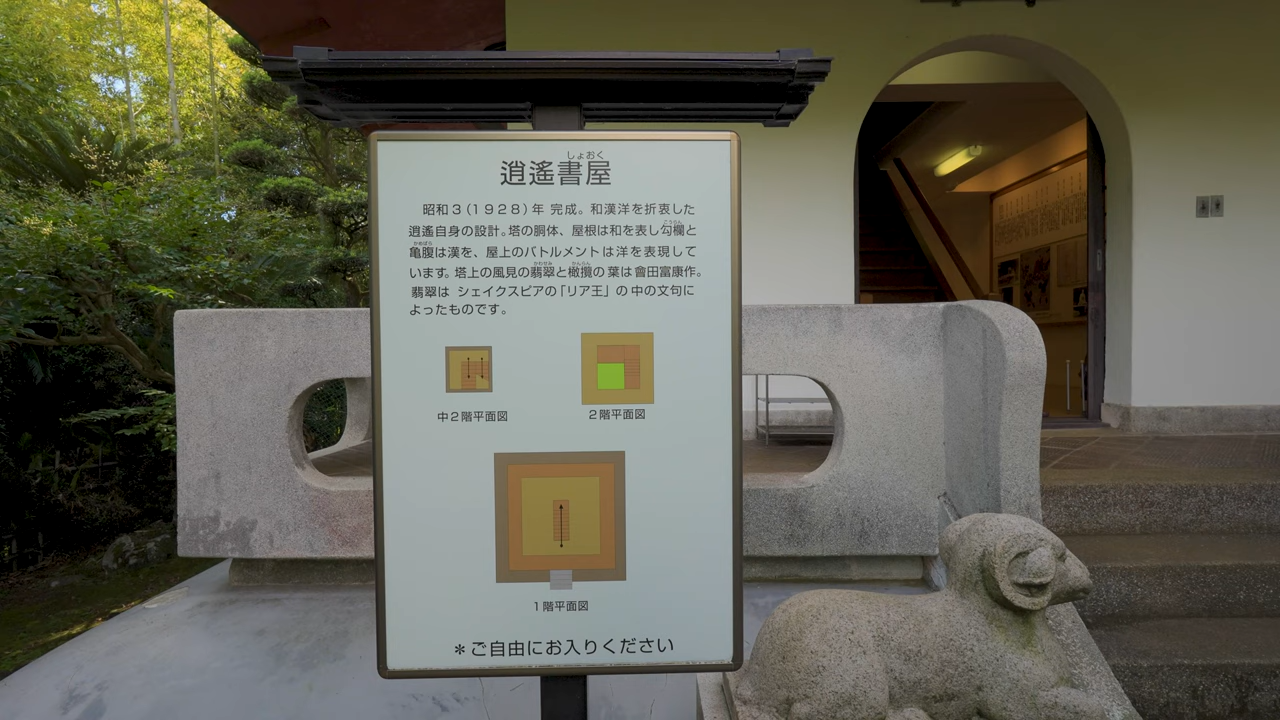 しょおく
逍遙書屋
昭和3(1928)年 完成。和漢洋を折衷した
逍遙自身の設計。塔の胴体、屋根は和を表し勾欄と
亀腹は漢を、屋上のバトルメントは洋を表現して
います。塔上の風見の翡翠と橄欖の葉は會田富康作。
翡翠は シェイクスピアの「リア王」の中の文句に
よったものです。
中2階平面図
2階平面図
1階平面図
*ご自由にお入りください